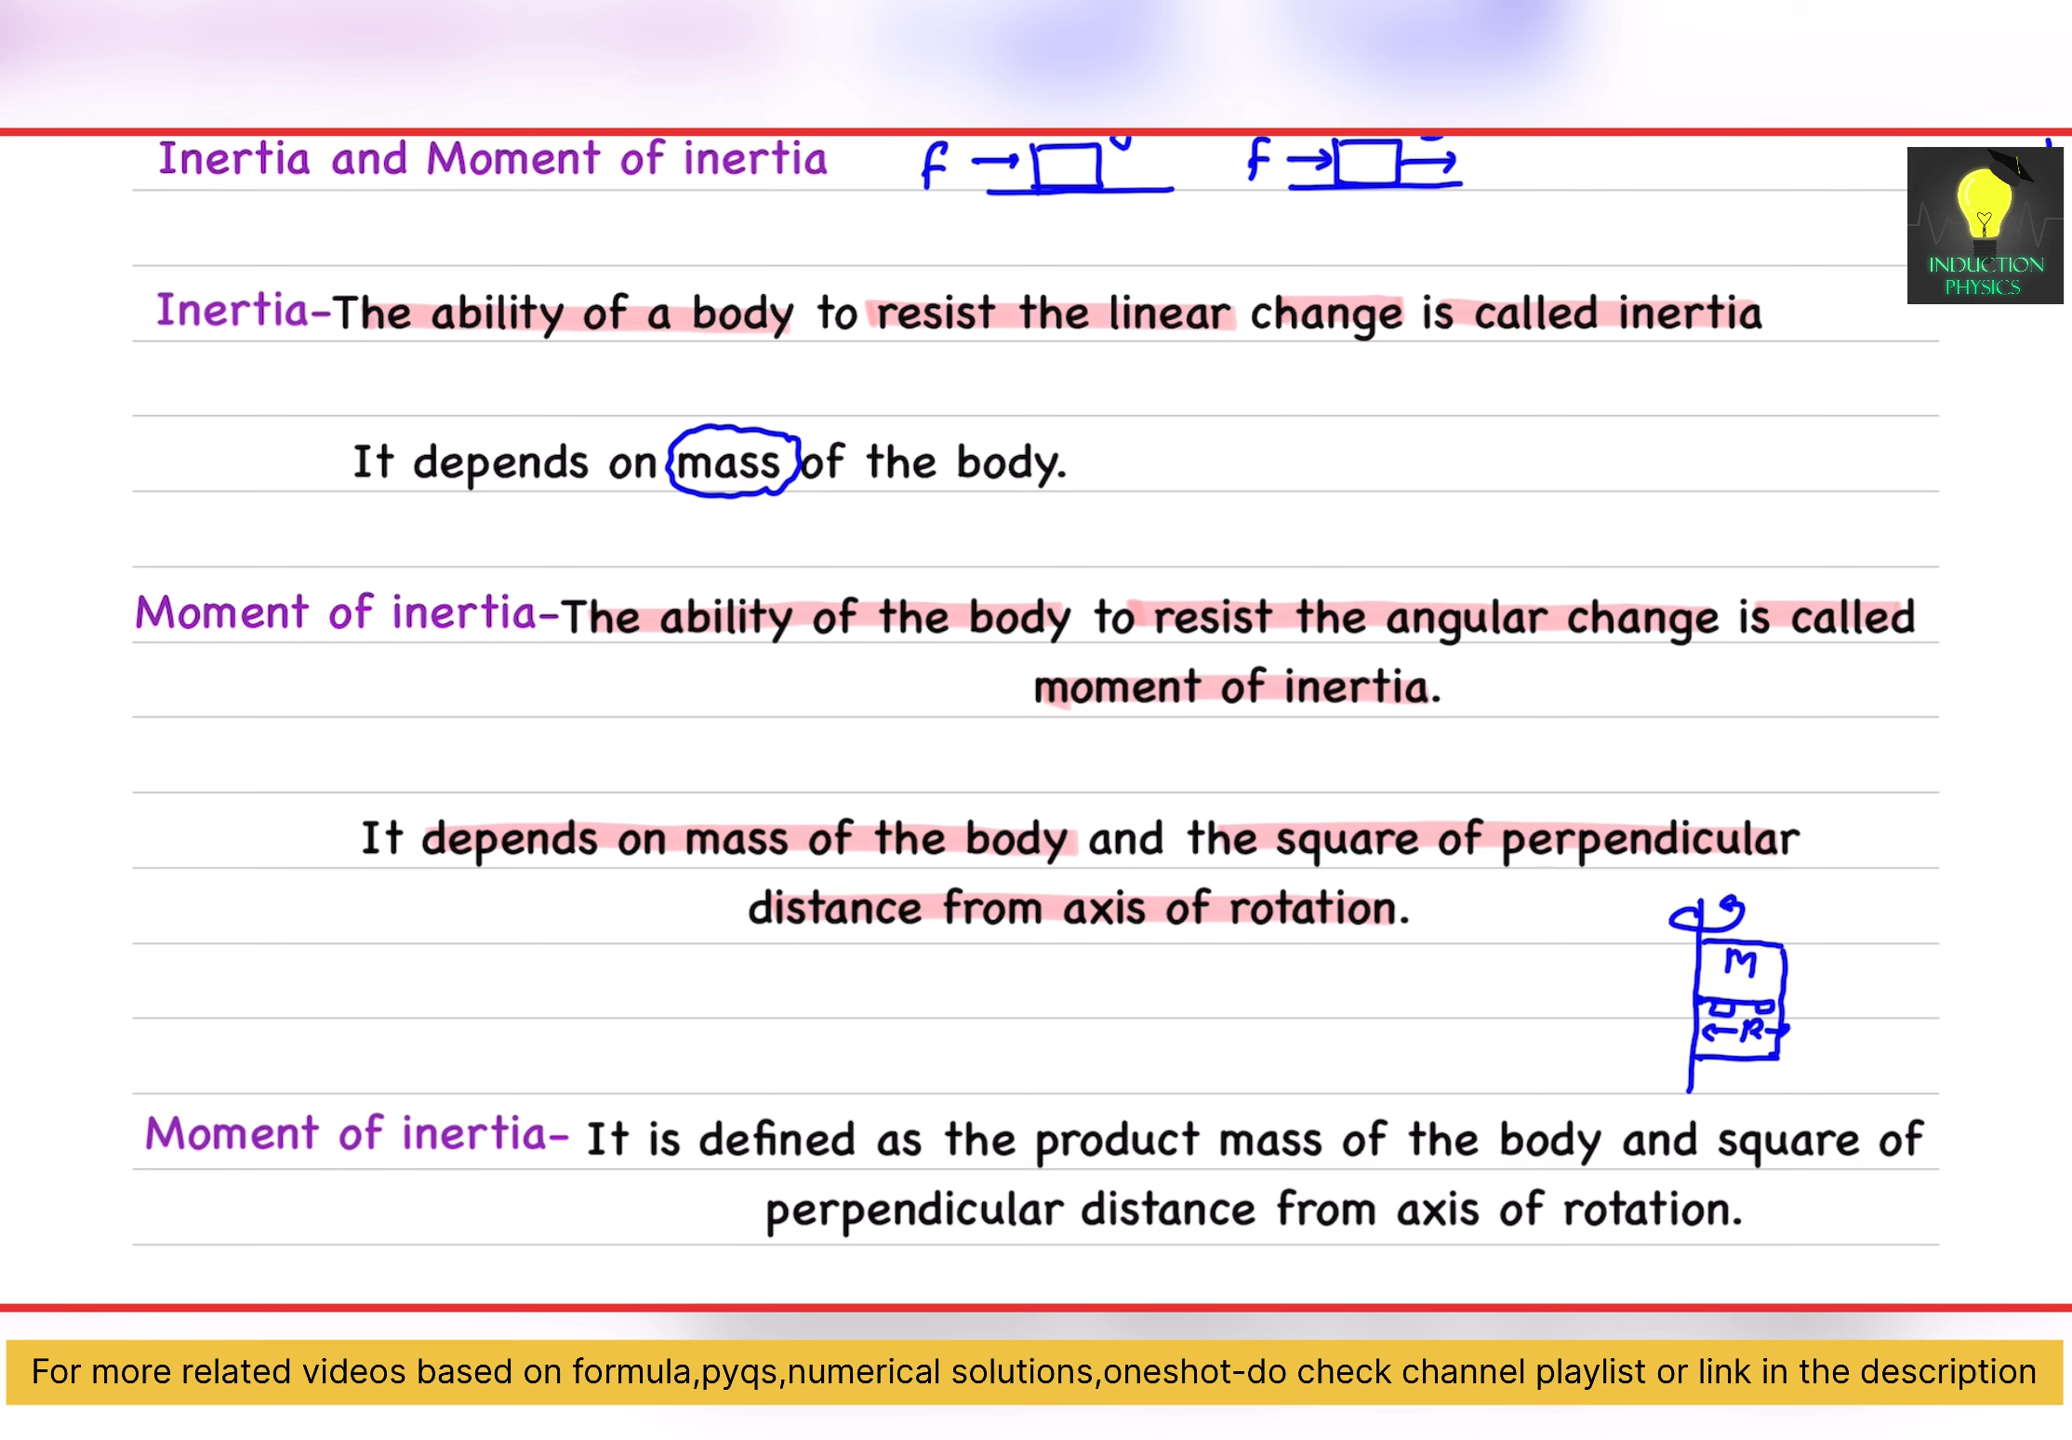 Inertia and Moment of inertia
f
f
INDUCTION
PHYSICS
Inertia-The ability of a body to resist the linear change is called inertia
It depends on mass of the body.
Moment of inertia-The ability of the body to resist the angular change is called
moment of inertia.
It depends on mass of the body and the square of perpendicular
distance from axis of rotation.
M
R
Moment of inertia- It is defined as the product mass of the body and square of
perpendicular distance from axis of rotation.
For more related videos based on formula,pyqs,numerical solutions,oneshot-do check channel playlist or link in the description